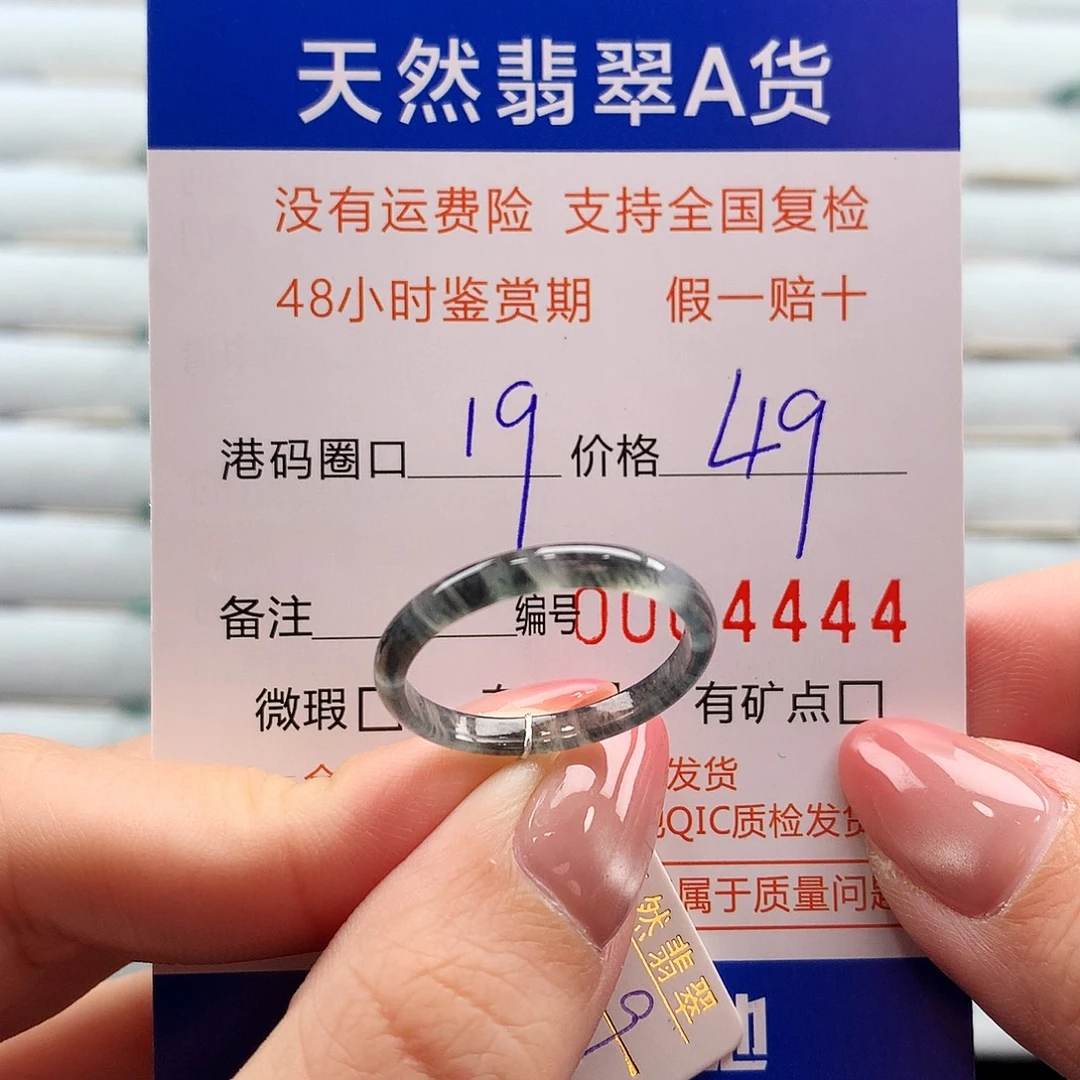 天然翡翠A货
没有运费险 支持全国复检
48小时鉴赏期 假一赔十
港码圈口 19 价格 49
备注 编号 4444
微瑕□ 有矿点□
发货
QIC质检发货
属于质量问题
然翡翠
9